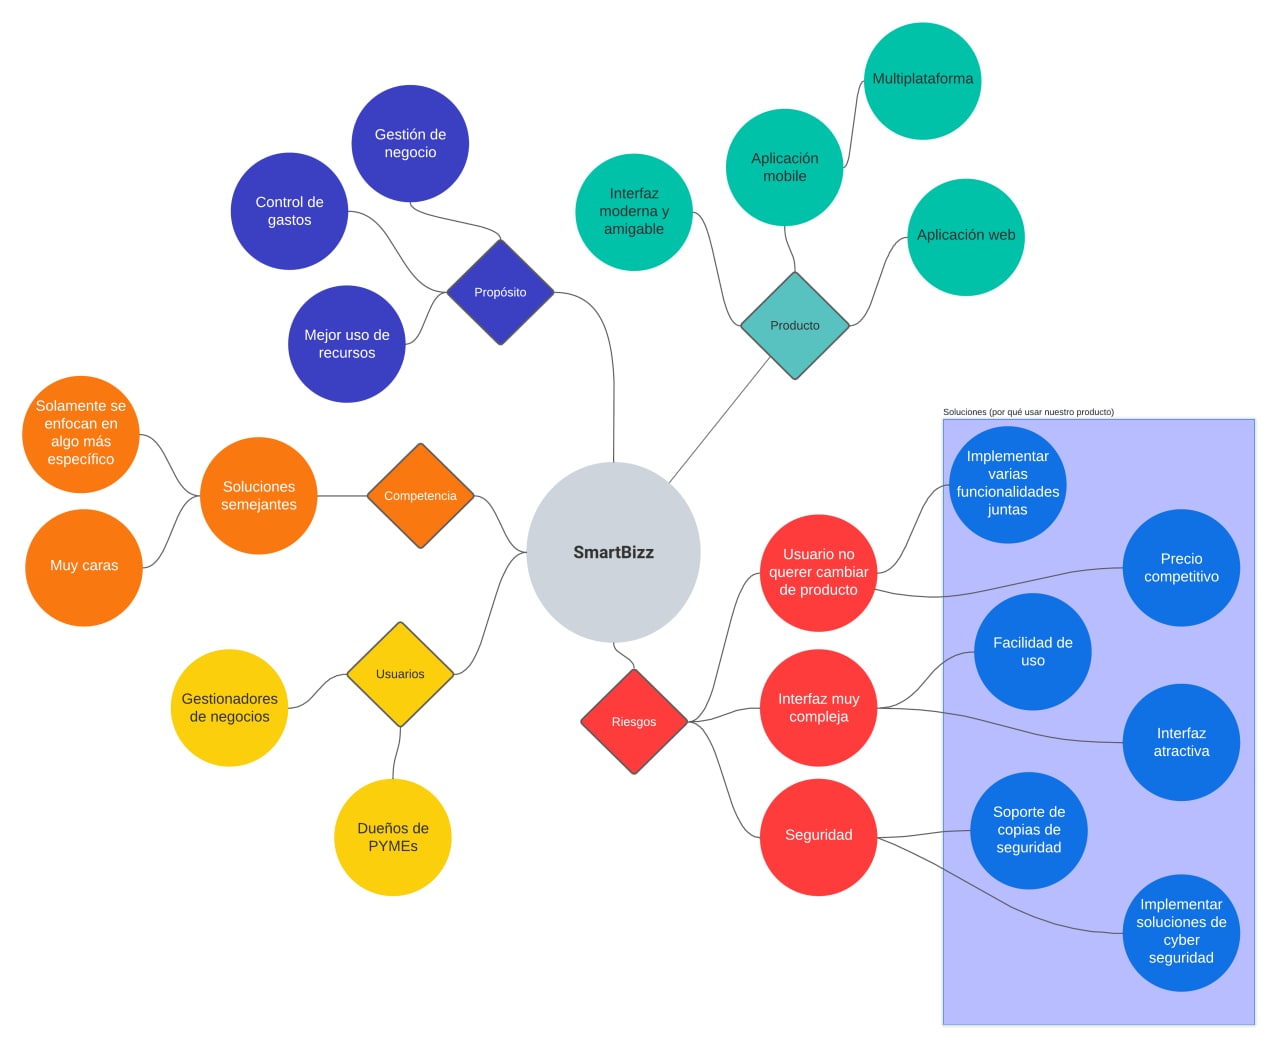 Multiplataforma
Gestión de
negocio
Aplicación
mobile
Control de
gastos
Interfaz
moderna y
amigable
Aplicación web
Propósito
Producto
Mejor uso de
recursos
Solamente se
enfocan en
algo más
específico
Soluciones
semejantes
Competencia
Muy caras
SmartBizz
Soluciones (por qué usar nuestro producto)
Implementar
varias
funcionalidades
juntas
Usuario no
querer cambiar
de producto
Precio
competitivo
Facilidad de
uso
Usuarios
Gestionadores
de negocios
Riesgos
Interfaz muy
compleja
Interfaz
atractiva
Dueños de
PYMEs
Seguridad
Soporte de
copias de
seguridad
Implementar
soluciones de
cyber
seguridad